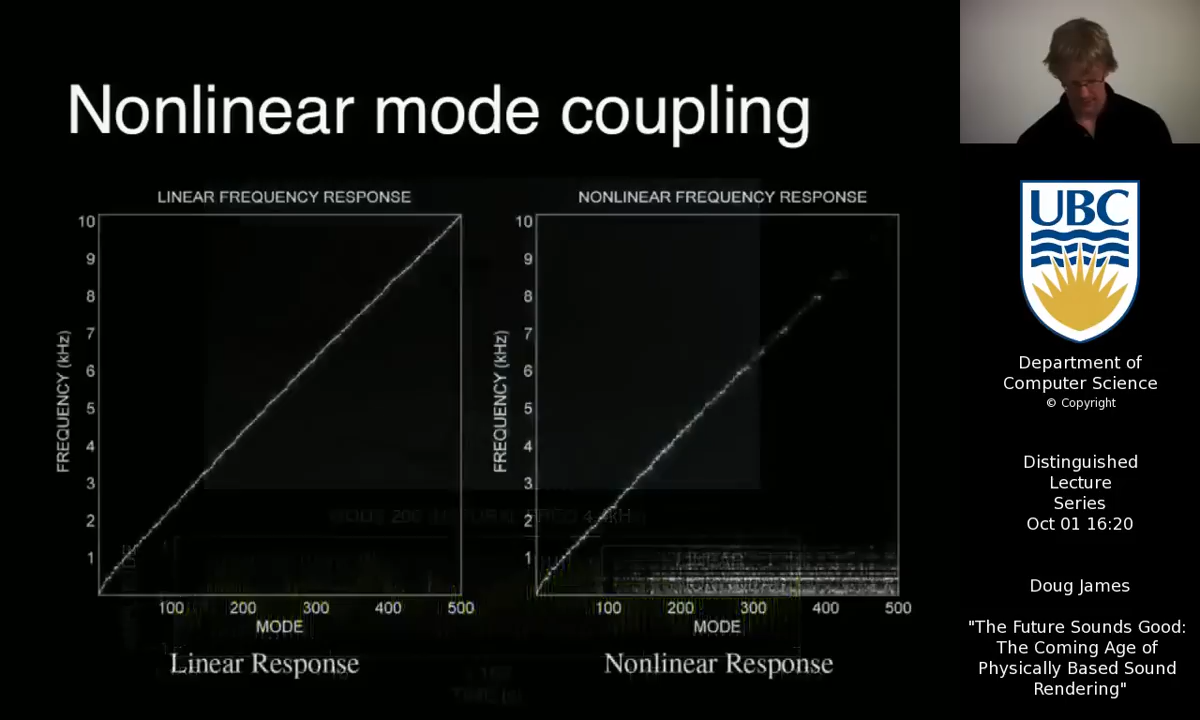 Nonlinear mode coupling
LINEAR FREQUENCY RESPONSE
10
9
8
7
6
5
4
3
2
1
FREQUENCY (kHz)
100 200 300 400 500
MODE
Linear Response
NONLINEAR FREQUENCY RESPONSE
10
9
8
7
6
5
4
3
2
1
FREQUENCY (kHz)
100 200 300 400 500
MODE
Nonlinear Response
UBC
Department of
Computer Science
© Copyright
Distinguished
Lecture
Series
Oct 01 16:20
Doug James
"The Future Sounds Good:
The Coming Age of
Physically Based Sound
Rendering"